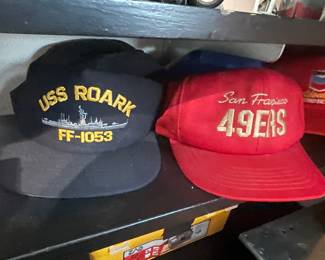 USS ROARK
FF-1053
San Francisco
49ERS